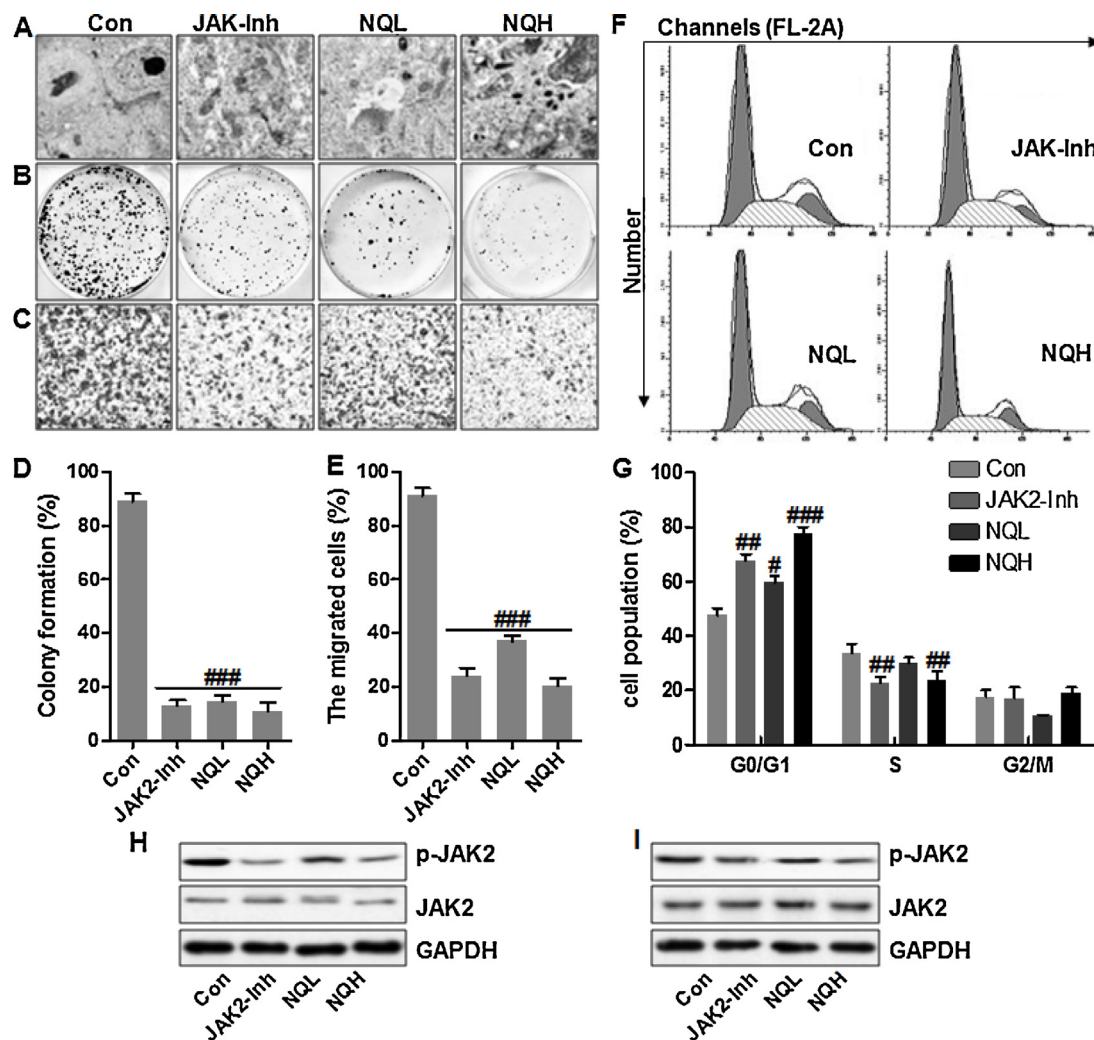 A
Con
JAK-Inh
NQL
NQH
B
C
F
Channels (FL-2A)
Number
Con
JAK-Inh
NQL
NQH
D
Colony formation (%)
100
80
60
40
20
0
###
Con
JAK2-Inh
NQL
NQH
E
The migrated cells (%)
100
80
60
40
20
0
###
Con
JAK2-Inh
NQL
NQH
G
cell population (%)
100
80
60
40
20
0
##
#
###
##
##
G0/G1
S
G2/M
Con
JAK2-Inh
NQL
NQH
H
p-JAK2
JAK2
GAPDH
Con
JAK2-Inh
NQL
NQH
I
p-JAK2
JAK2
GAPDH
Con
JAK2-Inh
NQL
NQH